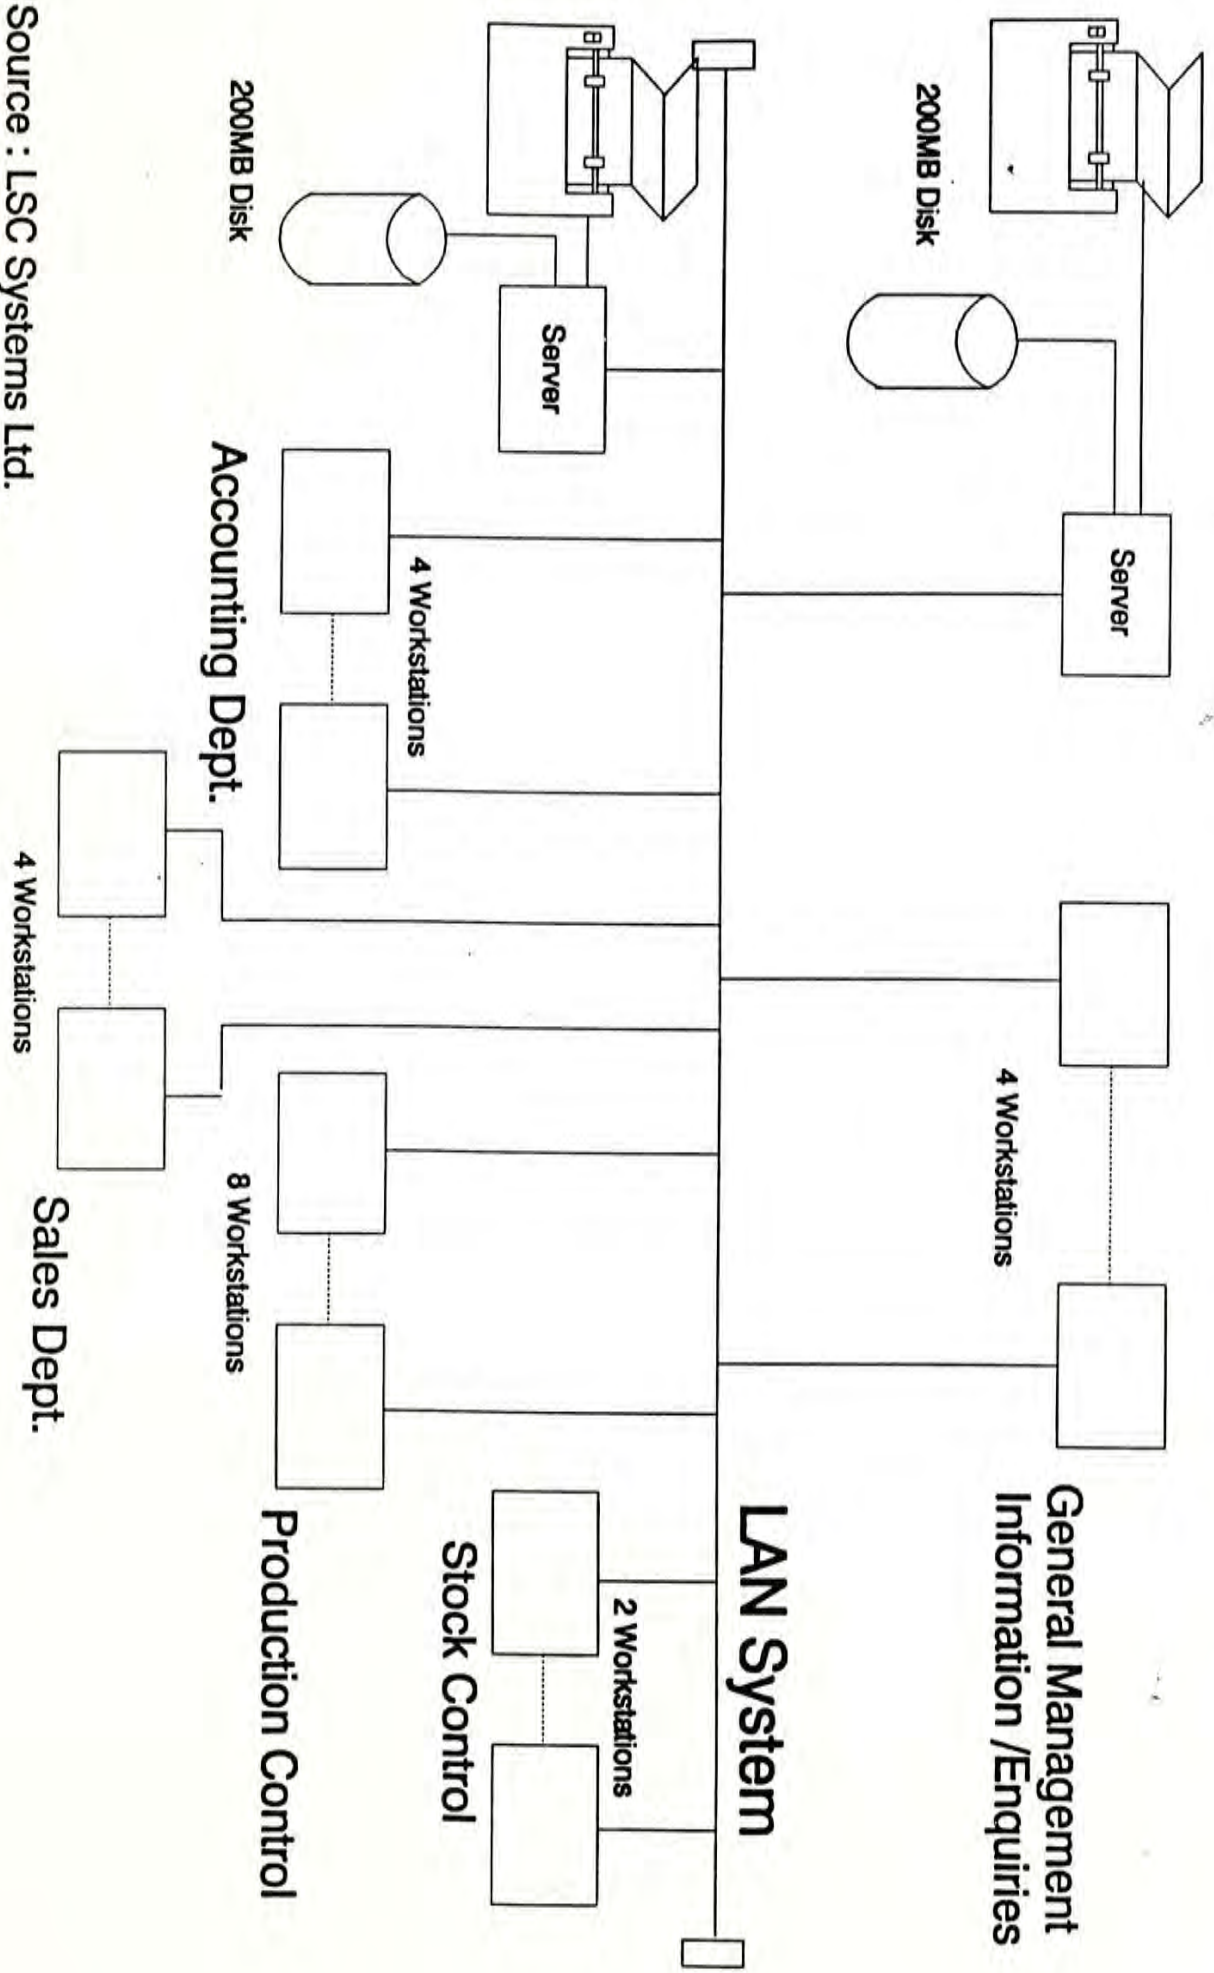 200MB Disk
Server
4 Workstations
General Management
Information /Enquiries
LAN System
200MB Disk
Server
4 Workstations
Accounting Dept.
2 Workstations
Stock Control
8 Workstations
Production Control
4 Workstations
Sales Dept.
Source : LSC Systems Ltd.